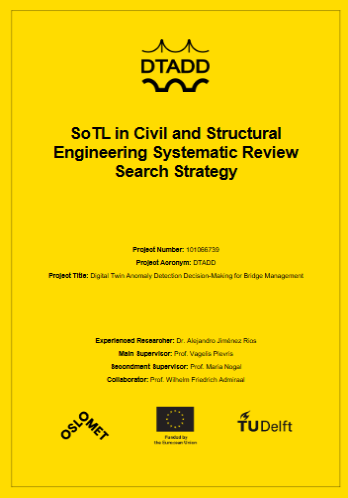 DTADD
SoTL in Civil and Structural
Engineering Systematic Review
Search Strategy
Project Number: 101066739
Project Acronym: DTADD
Project Title: Digital Twin Anomaly Detection Decision-Making for Bridge Management
Experienced Researcher: Dr. Alejandro Jiménez Rios
Main Supervisor: Prof. Vagelis Plevris
Secondment Supervisor: Prof. Maria Nogal
Collaborator: Prof. Wilhelm Friedrich Admiraal
OSLOMET
Funded by
the European Union
TUDelft